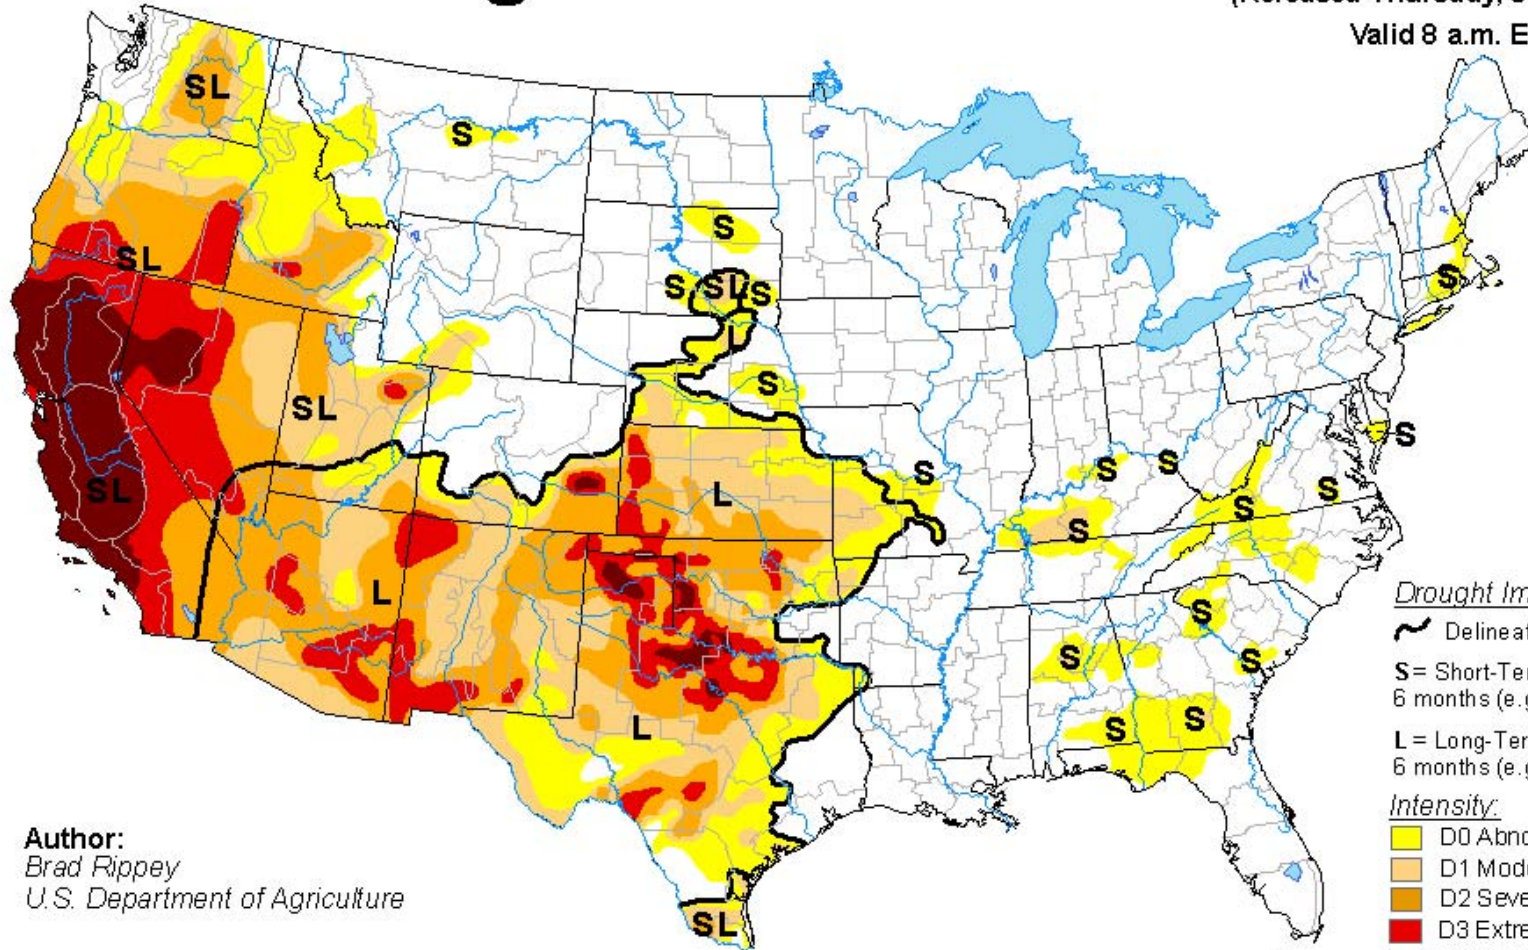 Valid 8 a.m. E
SL
S
SL
S
S
SL
S
L
S
SL
S
S
S
S
SL
L
S
S
S
L
S
S
S
S
S
L
SL
Drought Im
Delineat
S = Short-Ter
6 months (e.g
L = Long-Ter
6 months (e.g
Intensity:
D0 Abno
D1 Mode
D2 Seve
D3 Extre
Author:
Brad Rippey
U.S. Department of Agriculture